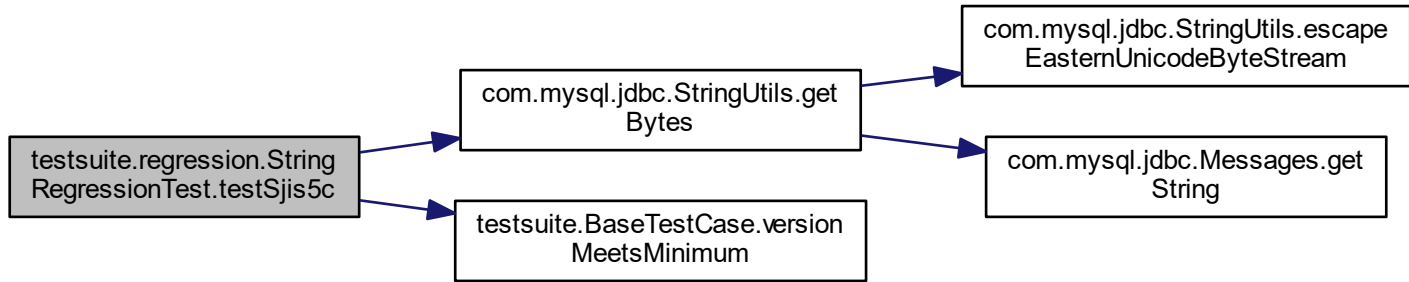 testsuite.regression.String
RegressionTest.testSjis5c
com.mysql.jdbc.StringUtils.get
Bytes
com.mysql.jdbc.StringUtils.escape
EasternUnicodeByteStream
com.mysql.jdbc.Messages.get
String
testsuite.BaseTestCase.version
MeetsMinimum